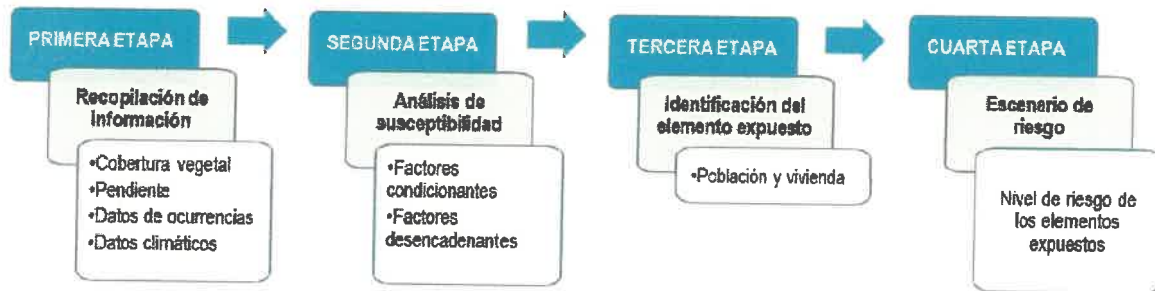 PRIMERA ETAPA
Recopilación de
Información
•Cobertura vegetal
•Pendiente
•Datos de ocurrencias
•Datos climáticos
SEGUNDA ETAPA
Análisis de
susceptibilidad
•Factores
condicionantes
•Factores
desencadenantes
TERCERA ETAPA
Identificación del
elemento expuesto
•Población y vivienda
CUARTA ETAPA
Escenario de
riesgo
Nivel de riesgo de
los elementos
expuestos